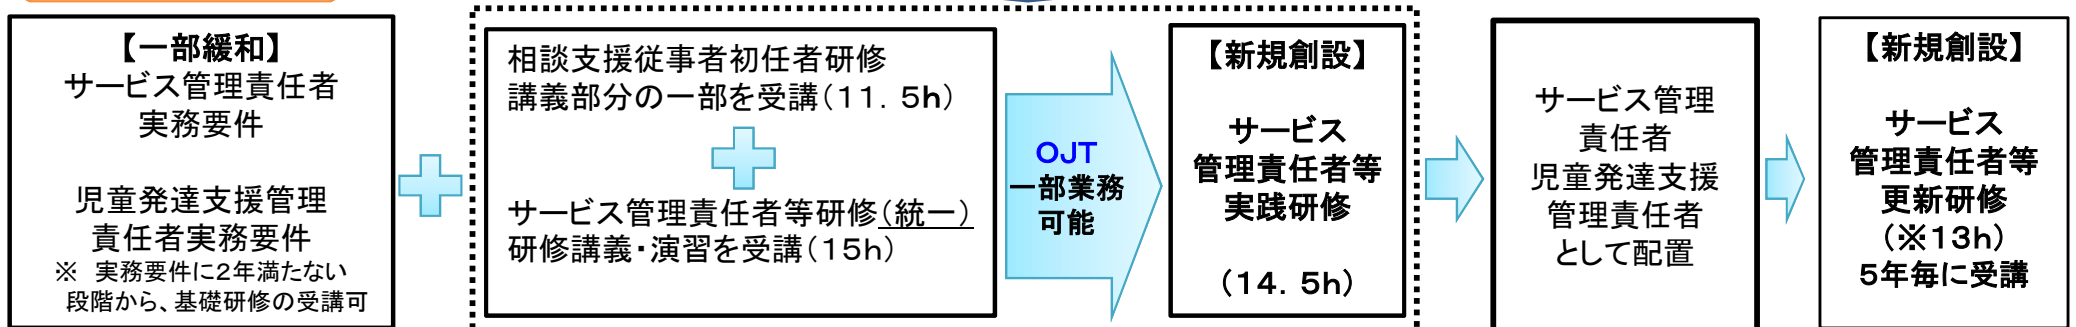 【一部緩和】
サービス管理責任者
実務要件
児童発達支援管理
責任者実務要件
※ 実務要件に2年満たない
段階から、基礎研修の受講可
相談支援従事者初任者研修
講義部分の一部を受講(11.5h)
サービス管理責任者等研修(統一)
研修講義・演習を受講(15h)
OJT
一部業務
可能
【新規創設】
サービス
管理責任者等
実践研修
(14.5h)
サービス管理
責任者
児童発達支援
管理責任者
として配置
【新規創設】
サービス
管理責任者等
更新研修
(※13h)
5年毎に受講